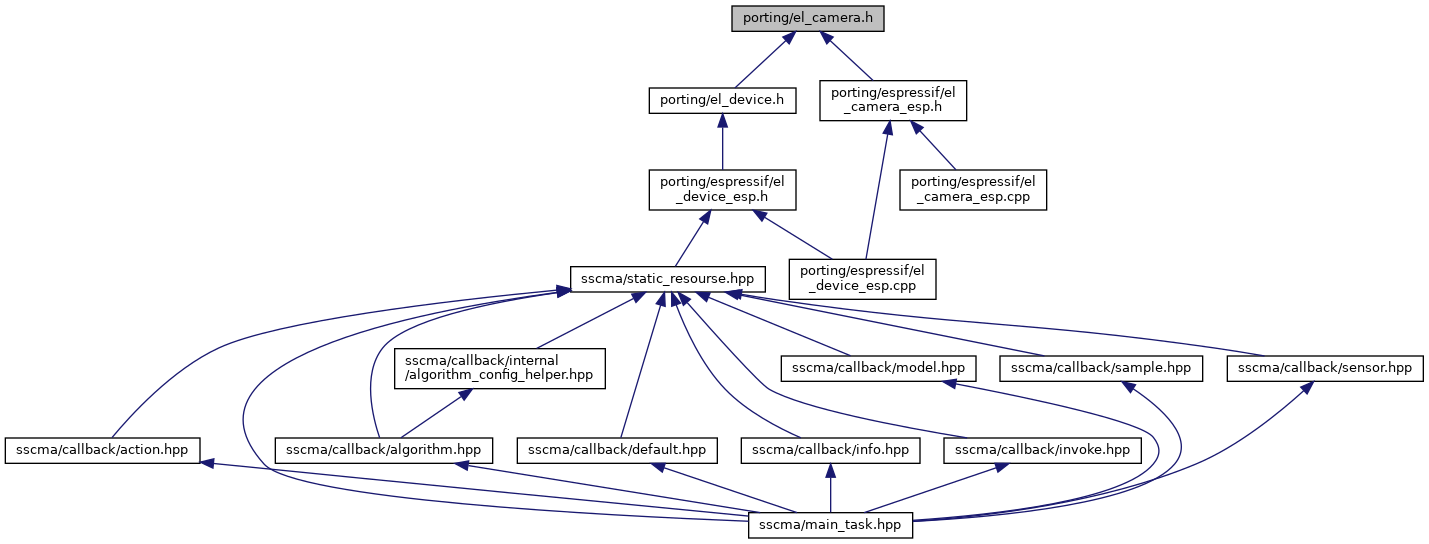 porting/el_camera.h
porting/el_device.h
porting/espressif/el
_camera_esp.h
porting/espressif/el
_device_esp.h
porting/espressif/el
_camera_esp.cpp
sscma/static_resourse.hpp
porting/espressif/el
_device_esp.cpp
sscma/callback/internal
/algorithm_config_helper.hpp
sscma/callback/model.hpp
sscma/callback/sample.hpp
sscma/callback/sensor.hpp
sscma/callback/action.hpp
sscma/callback/algorithm.hpp
sscma/callback/default.hpp
sscma/callback/info.hpp
sscma/callback/invoke.hpp
sscma/main_task.hpp